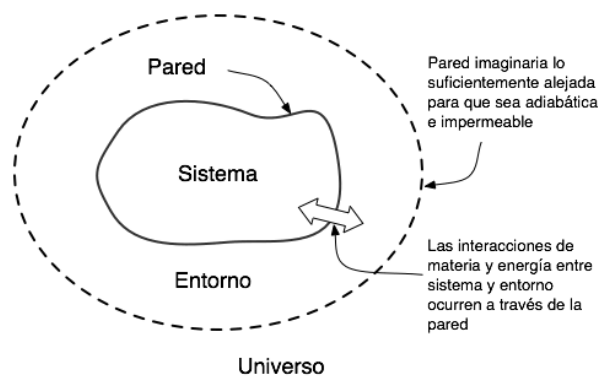 Pared
Sistema
Entorno
Universo
Pared imaginaria lo
suficientemente alejada
para que sea adiabática
e impermeable
Las interacciones de
materia y energía entre
sistema y entorno
ocurren a través de la
pared